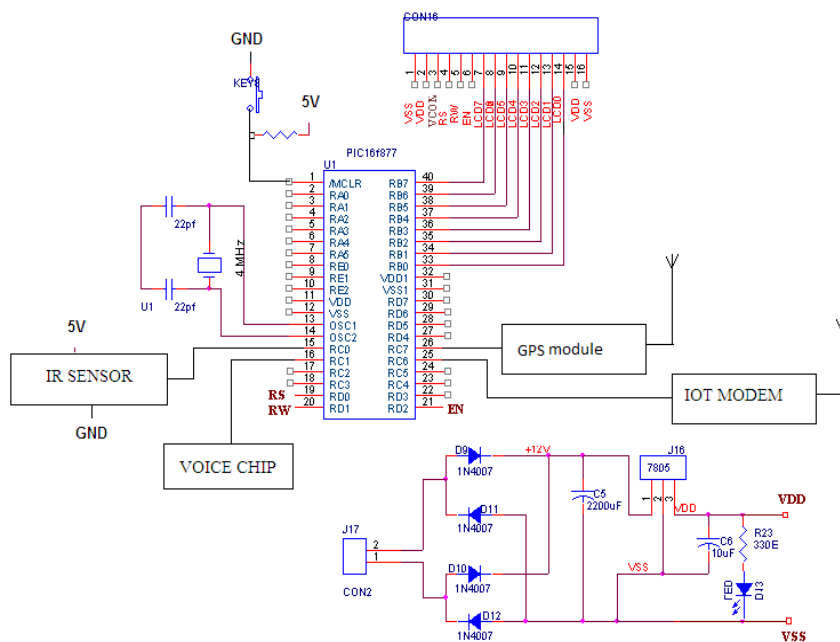 CON16
GND
KEY8
5V
1 2 3 4 5 6 7 8 9 10 11 12 13 14 15 16
VSS VDD VCON RS RW EN LCD7 LCD6 LCD5 LCD4 LCD3 LCD2 LCD1 LCD0 VDD VSS
PIC16f877
U1
1 /MCLR RB7 40
2 RA0 RB6 39
3 RA1 RB5 38
4 RA2 RB4 37
5 RA3 RB3 36
6 RA4 RB2 35
7 RA5 RB1 34
8 RE0 RB0 33
9 RE1 VDD1 32
10 RE2 VSS1 31
11 VDD RD7 30
12 VSS RD6 29
13 OSC1 RD5 28
14 OSC2 RD4 27
15 RC0 RC7 26
16 RC1 RC6 25
17 RC2 RC5 24
18 RC3 RC4 23
RS 19 RD0 RD3 22
RW 20 RD1 RD2 21 EN
22pf
4 MHz
U1 22pf
5V
IR SENSOR
GND
VOICE CHIP
GPS module
IOT MODEM
D9
1N4007
+12V
J16
7805
1 2 3
VDD
VDD
D11
1N4007
C5
2200uF
C6
10uF
R23
330E
J17
2
1
CON2
D10
1N4007
VSS
LED
D13
D12
1N4007
VSS